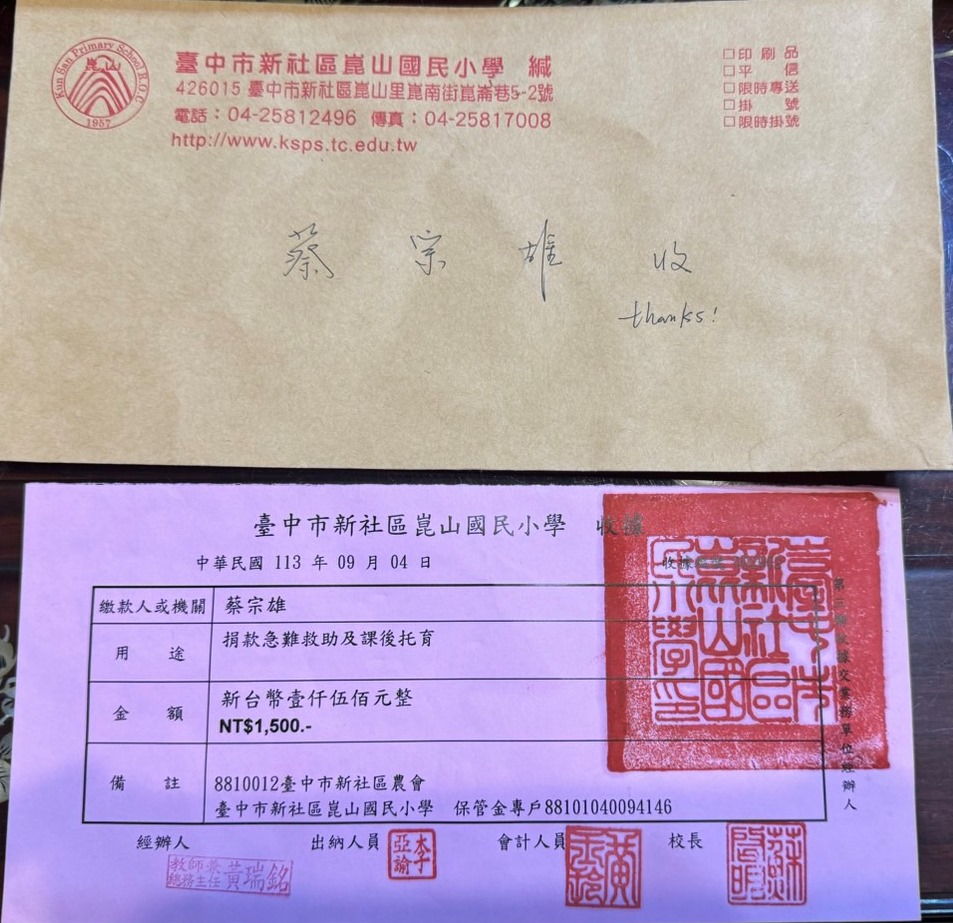 Kun San Primary School R.O.C
崑山
1957
臺中市新社區崑山國民小學 緘
426015 臺中市新社區崑山里崑南街崑崙巷5-2號
電話：04-25812496 傳真：04-25817008
http://www.ksps.tc.edu.tw
□印刷品
□平信
□限時專送
□掛號
□限時掛號
蔡宗雄 收
thanks!
臺中市新社區崑山國民小學 收據
中華民國 113 年 09 月 04 日
繳款人或機關 蔡宗雄
用途 捐款急難救助及課後托育
金額 新台幣壹仟伍佰元整
NT$1,500.-
備註 8810012臺中市新社區農會
臺中市新社區崑山國民小學 保管金專戶88101040094146
臺中市新社區崑山國民小學印
經辦人 出納人員 會計人員 校長
教師兼總務主任 黃瑞銘
李亞諭